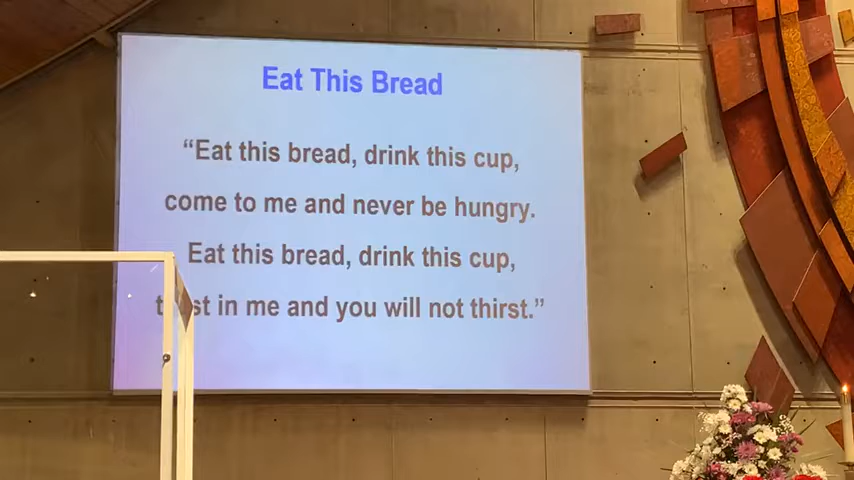 Eat This Bread
“Eat this bread, drink this cup,
come to me and never be hungry.
Eat this bread, drink this cup,
in me and you will not thirst.”